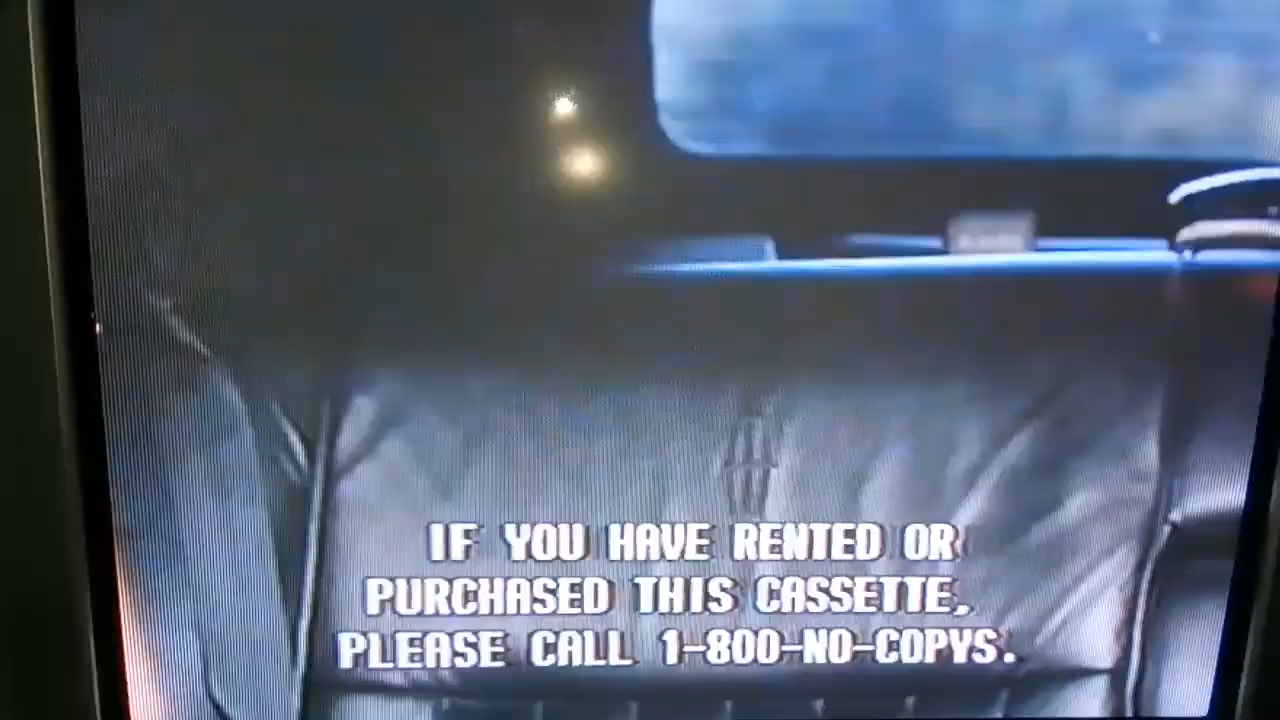 IF YOU HAVE RENTED OR
PURCHASED THIS CASSETTE,
PLEASE CALL 1-800-NO-COPYS.